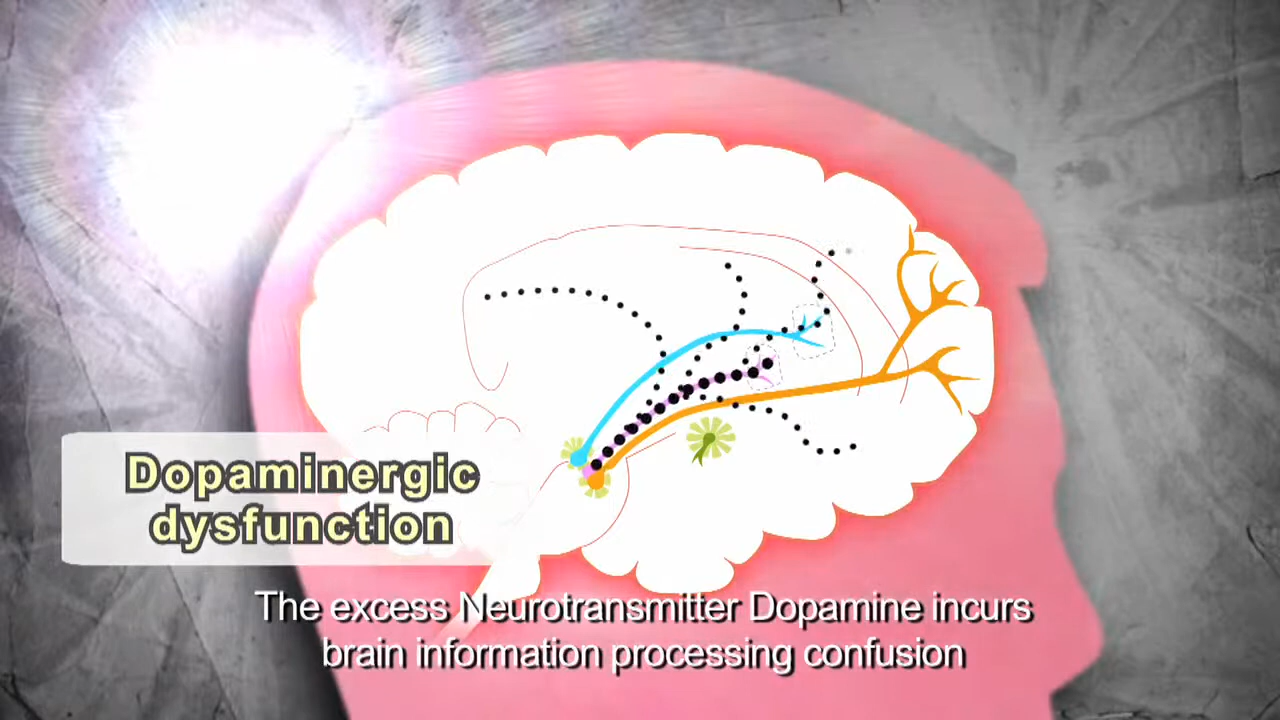 Dopaminergic
dysfunction
The excess Neurotransmitter Dopamine incurs
brain information processing confusion